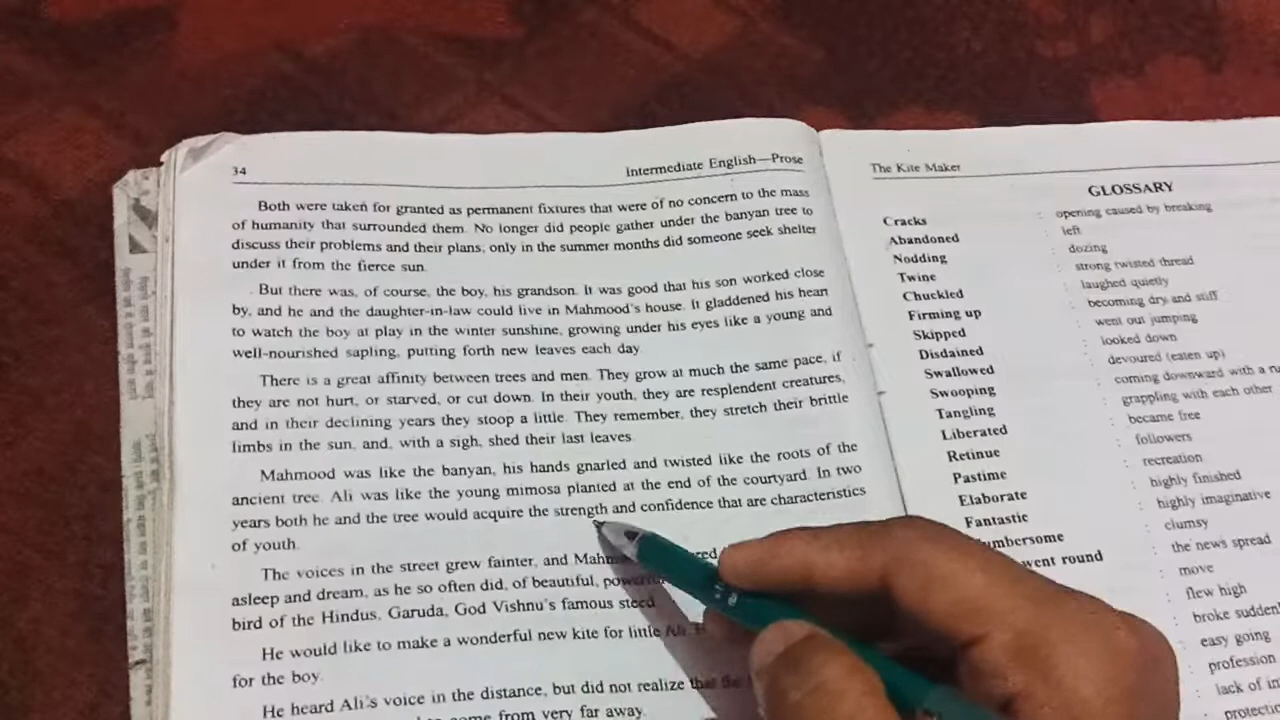 34
Intermediate English—Prose
Both were taken for granted as permanent fixtures that were of no concern to the mass
of humanity that surrounded them. No longer did people gather under the banyan tree to
discuss their problems and their plans; only in the summer months did someone seek shelter
under it from the fierce sun.
But there was, of course, the boy, his grandson. It was good that his son worked close
by, and he and the daughter-in-law could live in Mahmood's house. It gladdened his heart
to watch the boy at play in the winter sunshine, growing under his eyes like a young and
well-nourished sapling, putting forth new leaves each day.
There is a great affinity between trees and men. They grow at much the same pace, if
they are not hurt, or starved, or cut down. In their youth, they are resplendent creatures,
and in their declining years they stoop a little. They remember, they stretch their brittle
limbs in the sun, and, with a sigh, shed their last leaves.
Mahmood was like the banyan, his hands gnarled and twisted like the roots of the
ancient tree. Ali was like the young mimosa planted at the end of the courtyard. In two
years both he and the tree would acquire the strength and confidence that are characteristics
of youth.
The voices in the street grew fainter, and
asleep and dream, as he so often did, of beautiful,
bird of the Hindus, Garuda, God Vishnu's famous steed
He would like to make a wonderful new kite for little Ali.
for the boy.
He heard Ali's voice in the distance, but did not realize that the
come from very far away.
The Kite Maker
GLOSSARY
Cracks : opening caused by breaking
Abandoned : left
Nodding : dozing
Twine : strong twisted thread
Chuckled : laughed quietly
Firming up : becoming dry and stiff
Skipped : went out jumping
Disdained : looked down
Swallowed : devoured (eaten up)
Swooping : coming downward with a
Tangling : grappling with each other
Liberated : became free
Retinue : followers
Pastime : recreation
Elaborate : highly finished
Fantastic : highly imaginative
: clumsy
went round : the news spread
: move
: flew high
: broke
: easy going
: profession
: lack of